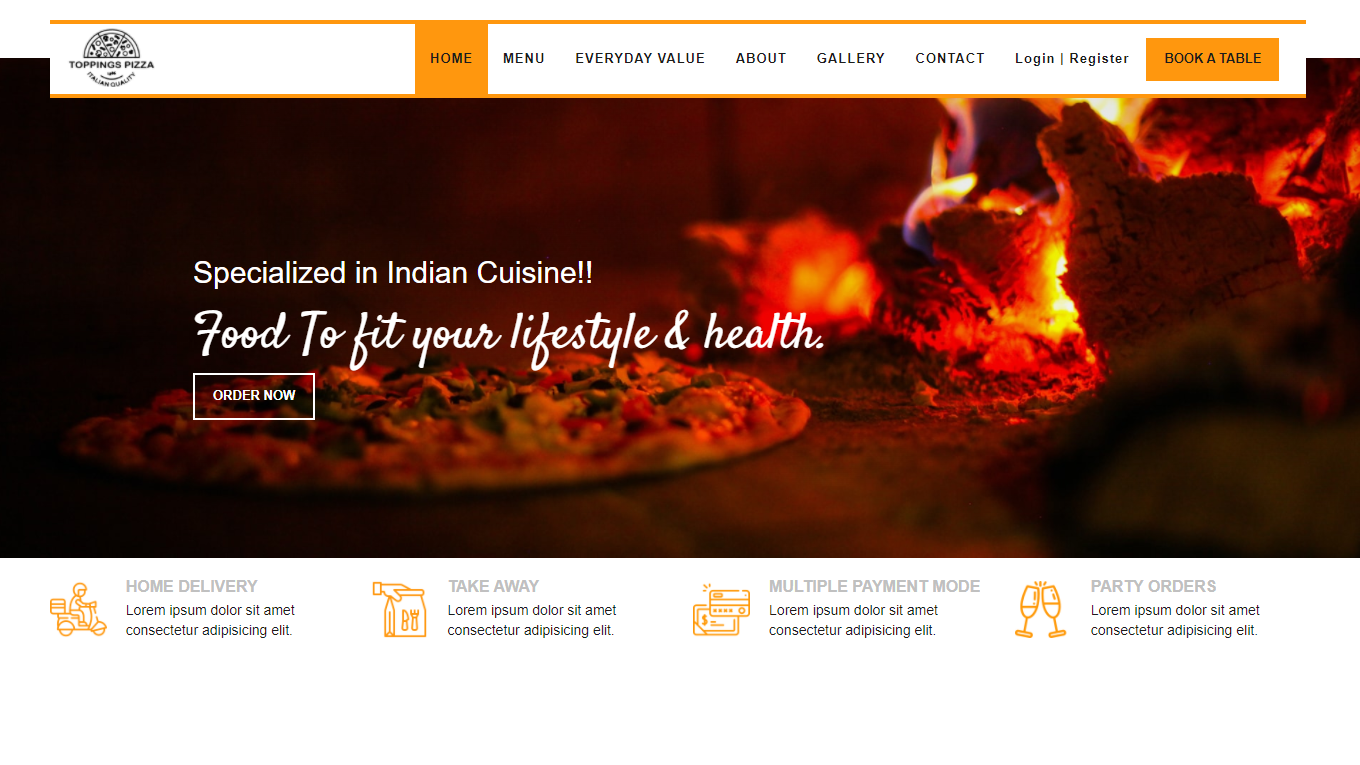 TOPPINGS PIZZA
ITALIAN QUALITY
HOME
MENU
EVERYDAY VALUE
ABOUT
GALLERY
CONTACT
Login | Register
BOOK A TABLE
Specialized in Indian Cuisine!!
Food To fit your lifestyle & health.
ORDER NOW
HOME DELIVERY
Lorem ipsum dolor sit amet
consectetur adipisicing elit.
TAKE AWAY
Lorem ipsum dolor sit amet
consectetur adipisicing elit.
MULTIPLE PAYMENT MODE
Lorem ipsum dolor sit amet
consectetur adipisicing elit.
PARTY ORDERS
Lorem ipsum dolor sit amet
consectetur adipisicing elit.